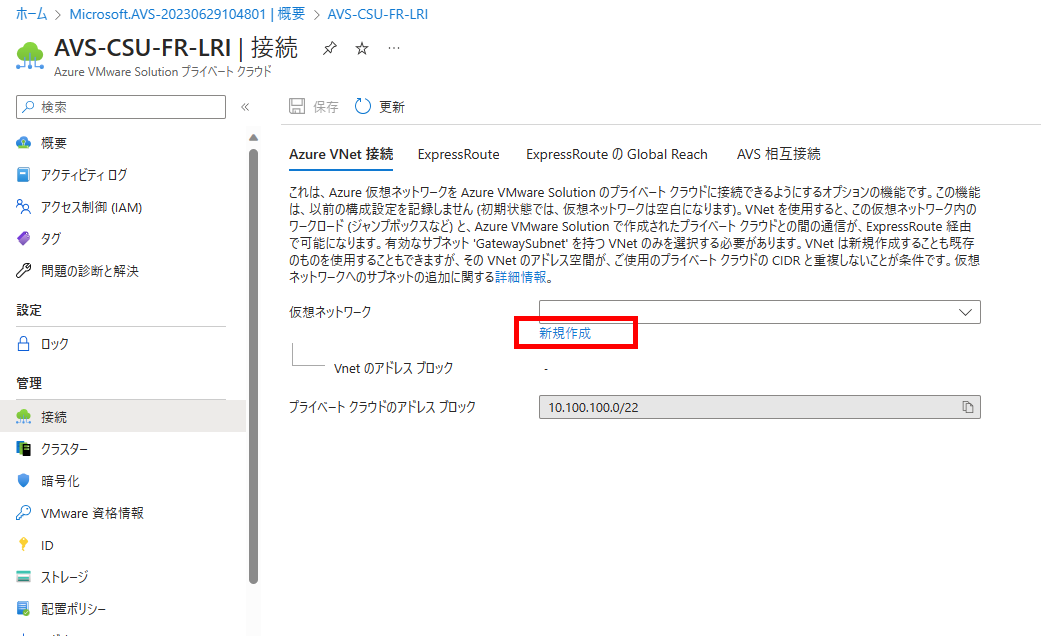 ホーム > Microsoft.AVS-20230629104801 | 概要 > AVS-CSU-FR-LRI
AVS-CSU-FR-LRI | 接続
Azure VMware Solution プライベート クラウド
検索
概要
アクティビティ ログ
アクセス制御 (IAM)
タグ
問題の診断と解決
設定
ロック
管理
接続
クラスター
暗号化
VMware 資格情報
ID
ストレージ
配置ポリシー
保存 更新
Azure VNet 接続 ExpressRoute ExpressRoute の Global Reach AVS 相互接続
これは、Azure 仮想ネットワークを Azure VMware Solution のプライベート クラウドに接続できるようにするオプションの機能です。この機能
は、以前の構成設定を記録しません (初期状態では、仮想ネットワークは空白になります)。VNet を使用すると、この仮想ネットワーク内の
ワークロード (ジャンプボックスなど) と、Azure VMware Solution で作成されたプライベート クラウドとの間の通信が、ExpressRoute 経由
で可能になります。有効なサブネット 'GatewaySubnet' を持つ VNet のみを選択する必要があります。VNet は新規作成することも既存
のものを使用することもできますが、その VNet のアドレス空間が、ご使用のプライベート クラウドの CIDR と重複しないことが条件です。仮想
ネットワークへのサブネットの追加に関する詳細情報。
仮想ネットワーク
新規作成
Vnet のアドレス ブロック -
プライベート クラウドのアドレス ブロック 10.100.100.0/22